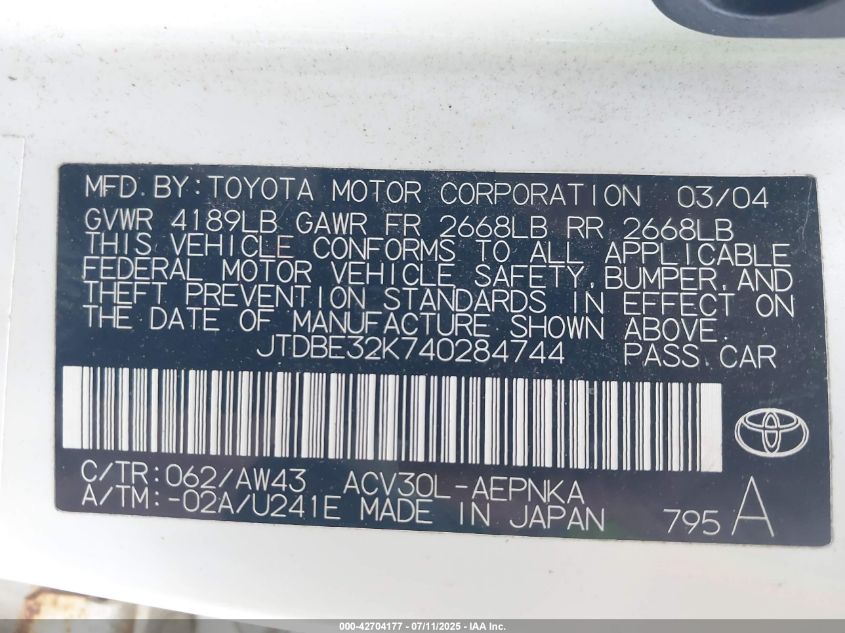 MFD. BY: TOYOTA MOTOR CORPORATION 03/04
GVWR 4189LB GAWR FR 2668LB RR 2668LB
THIS VEHICLE CONFORMS TO ALL APPLICABLE
FEDERAL MOTOR VEHICLE SAFETY, BUMPER, AND
THEFT PREVENTION STANDARDS IN EFFECT ON
THE DATE OF MANUFACTURE SHOWN ABOVE.
JTDBE32K740284744 PASS. CAR
C/TR: 062/AW43 ACV30L-AEPNKA
A/TM: -02A/U241E MADE IN JAPAN 795 A
000-42704177 - 07/11/2025 - IAA Inc.